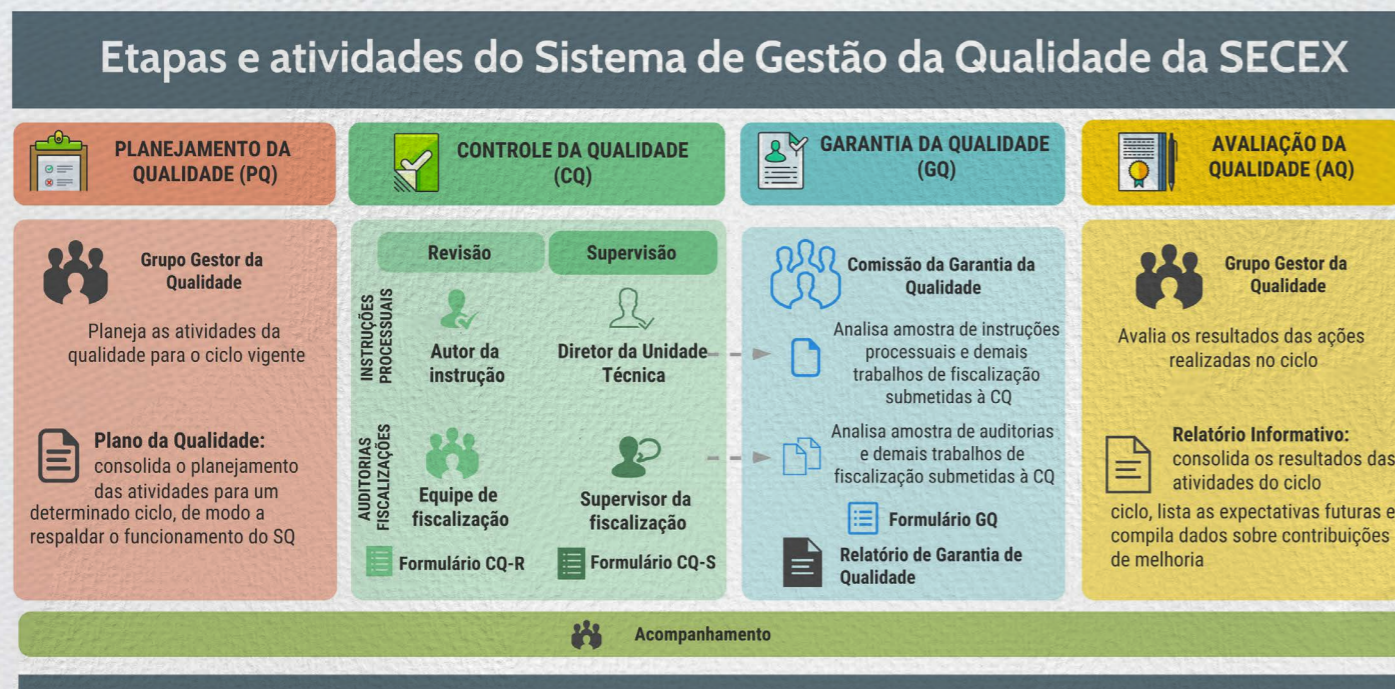 Etapas e atividades do Sistema de Gestão da Qualidade da SECEX
PLANEJAMENTO DA
QUALIDADE (PQ)
Grupo Gestor da
Qualidade
Planeja as atividades da
qualidade para o ciclo vigente
Plano da Qualidade:
consolida o planejamento
das atividades para um
determinado ciclo, de modo a
respaldar o funcionamento do SQ
CONTROLE DA QUALIDADE
(CQ)
Revisão
Supervisão
INSTRUÇÕES
PROCESSUAIS
Autor da
instrução
Diretor da Unidade
Técnica
AUDITORIAS
FISCALIZAÇÕES
Equipe de
fiscalização
Supervisor da
fiscalização
Formulário CQ-R
Formulário CQ-S
GARANTIA DA QUALIDADE
(GQ)
Comissão da Garantia da
Qualidade
Analisa amostra de instruções
processuais e demais
trabalhos de fiscalização
submetidas à CQ
Analisa amostra de auditorias
e demais trabalhos de
fiscalização submetidas à CQ
Formulário GQ
Relatório de Garantia de
Qualidade
AVALIAÇÃO DA
QUALIDADE (AQ)
Grupo Gestor da
Qualidade
Avalia os resultados das ações
realizadas no ciclo
Relatório Informativo:
consolida os resultados das
atividades do ciclo
ciclo, lista as expectativas futuras e
compila dados sobre contribuições
de melhoria
Acompanhamento